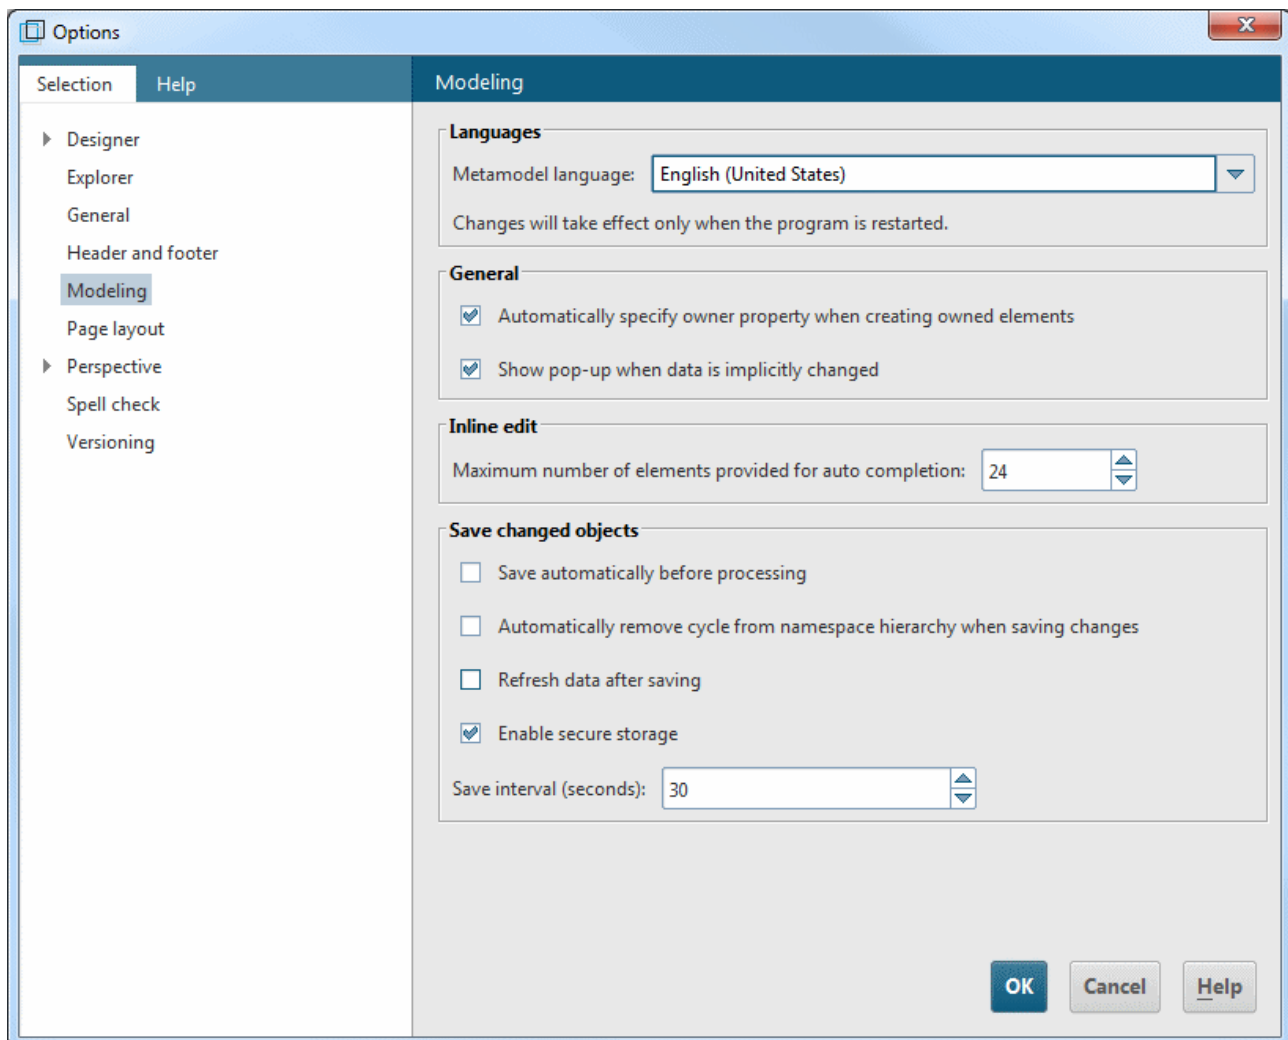 Options
Selection
Help
Modeling
Designer
Explorer
General
Header and footer
Modeling
Page layout
Perspective
Spell check
Versioning
Languages
Metamodel language: English (United States)
Changes will take effect only when the program is restarted.
General
Automatically specify owner property when creating owned elements
Show pop-up when data is implicitly changed
Inline edit
Maximum number of elements provided for auto completion: 24
Save changed objects
Save automatically before processing
Automatically remove cycle from namespace hierarchy when saving changes
Refresh data after saving
Enable secure storage
Save interval (seconds): 30
OK
Cancel
Help